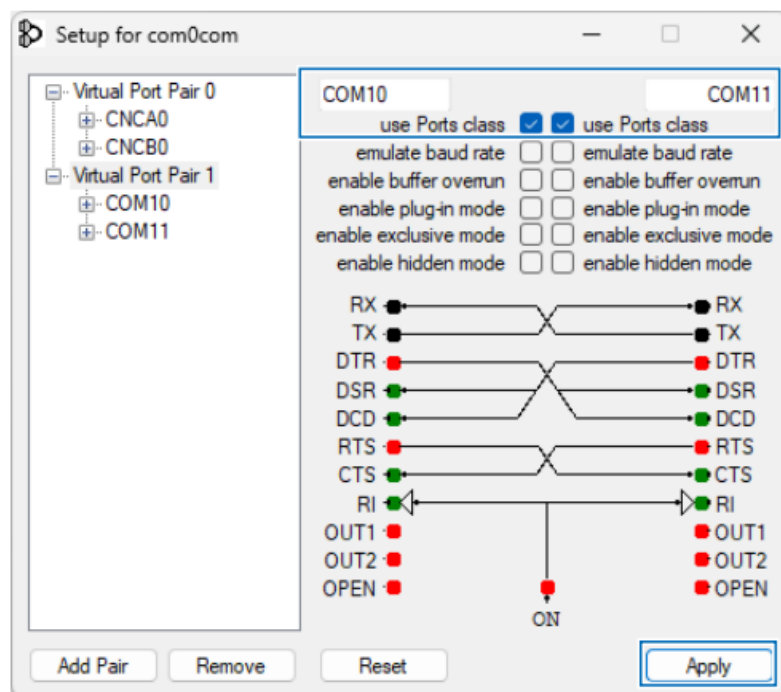 Setup for com0com
Virtual Port Pair 0
CNCA0
CNCB0
Virtual Port Pair 1
COM10
COM11
COM10 COM11
use Ports class use Ports class
emulate baud rate emulate baud rate
enable buffer overrun enable buffer overrun
enable plug-in mode enable plug-in mode
enable exclusive mode enable exclusive mode
enable hidden mode enable hidden mode
RX RX
TX TX
DTR DTR
DSR DSR
DCD DCD
RTS RTS
CTS CTS
RI RI
OUT1 OUT1
OUT2 OUT2
OPEN OPEN
ON
Add Pair Remove Reset Apply